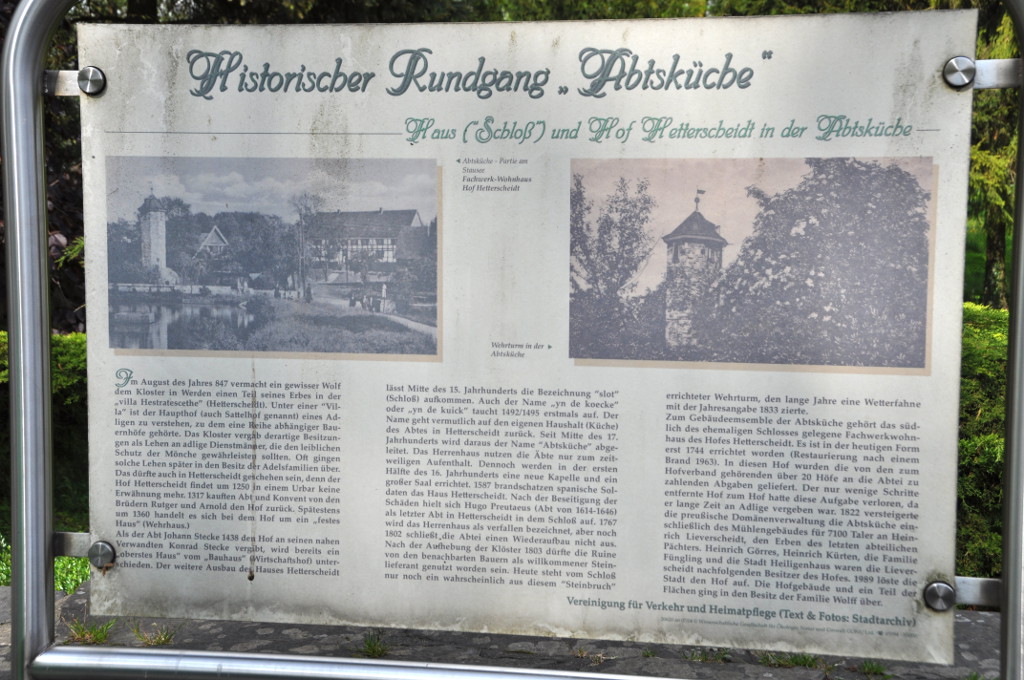 Historischer Rundgang „Abtsküche“
Haus ("Schloß") und Hof Hetterscheidt in der Abtsküche
Abtsküche - Partie am
Stausee
Fachwerk-Wohnhaus
Hof Hetterscheidt
Wehrturm in der
Abtsküche
Im August des Jahres 847 vermacht ein gewisser Wolf
dem Kloster in Werden einen Teil seines Erbes in der
„villa Hestratescethe“ (Hetterscheidt). Unter einer “Vil-
la” ist der Haupthof (auch Sattelhof genannt) eines Ad-
ligen zu verstehen, zu dem eine Reihe abhängiger Bau-
ernhöfe gehörte. Das Kloster vergab derartige Besitzun-
gen als Lehen an adlige Dienstmänner, die den leiblichen
Schutz der Mönche gewährleisten sollten. Oft gingen
solche Lehen später in den Besitz der Adelsfamilien über.
Das dürfte auch in Hetterscheidt geschehen sein, denn der
Hof Hetterscheidt findet um 1250 in einem Urbar keine
Erwähnung mehr. 1317 kauften Abt und Konvent von den
Brüdern Rutger und Arnold den Hof zurück. Spätestens
um 1360 handelt es sich bei dem Hof um ein „festes
Haus” (Wehrhaus.)
Als der Abt Johann Stecke 1438 den Hof an seinen nahen
Verwandten Konrad Stecke vergibt, wird bereits ein
„oberstes Haus” vom „Bauhaus” (Wirtschaftshof) unter-
schieden. Der weitere Ausbau des Hauses Hetterscheidt
lässt Mitte des 15. Jahrhunderts die Bezeichnung “slot”
(Schloß) aufkommen. Auch der Name „yn de koecke”
oder „yn de kuick” taucht 1492/1495 erstmals auf. Der
Name geht vermutlich auf den eigenen Haushalt (Küche)
des Abtes in Hetterscheidt zurück. Seit Mitte des 17.
Jahrhunderts wird daraus der Name “Abtsküche” abge-
leitet. Das Herrenhaus nutzen die Äbte nur zum zeit-
weiligen Aufenthalt. Dennoch werden in der ersten
Hälfte des 16. Jahrhunderts eine neue Kapelle und ein
großer Saal errichtet. 1587 brandschatzen spanische Sol-
daten das Haus Hetterscheidt. Nach der Beseitigung der
Schäden hielt sich Hugo Preutaeus (Abt von 1614-1646)
als letzter Abt in Hetterscheidt in dem Schloß auf. 1767
wird das Herrenhaus als verfallen bezeichnet, aber noch
1802 schließt die Abtei einen Wiederaufbau nicht aus.
Nach der Aufhebung der Klöster 1803 dürfte die Ruine
von den benachbarten Bauern als willkommener Stein-
lieferant genutzt worden sein. Heute steht vom Schloß
nur noch ein wahrscheinlich aus diesem “Steinbruch”
errichteter Wehrturm, den lange Jahre eine Wetterfahne
mit der Jahresangabe 1833 zierte.
Zum Gebäudeensemble der Abtsküche gehört das süd-
lich des ehemaligen Schlosses gelegene Fachwerkwohn-
haus des Hofes Hetterscheidt. Es ist in der heutigen Form
erst 1744 errichtet worden (Restaurierung nach einem
Brand 1963). In diesen Hof wurden die von den zum
Hofverband gehörenden über 20 Höfe an die Abtei zu
zahlenden Abgaben geliefert. Der nur wenige Schritte
entfernte Hof zum Hof hatte diese Aufgabe verloren, da
er lange Zeit an Adlige vergeben war. 1822 versteigerte
die preußische Domänenverwaltung die Abtsküche ein-
schließlich des Mühlengebäudes für 7100 Taler an Hein-
rich Lieverscheidt, den Erben des letzten abteilichen
Pächters. Heinrich Görres, Heinrich Kürten, die Familie
Füngling und die Stadt Heiligenhaus waren die Liever-
scheidt nachfolgenden Besitzer des Hofes. 1989 löste die
Stadt den Hof auf. Die Hofgebäude und ein Teil der
Flächen ging in den Besitz der Familie Wolff über.
Vereinigung für Verkehr und Heimatpflege (Text & Fotos: Stadtarchiv)